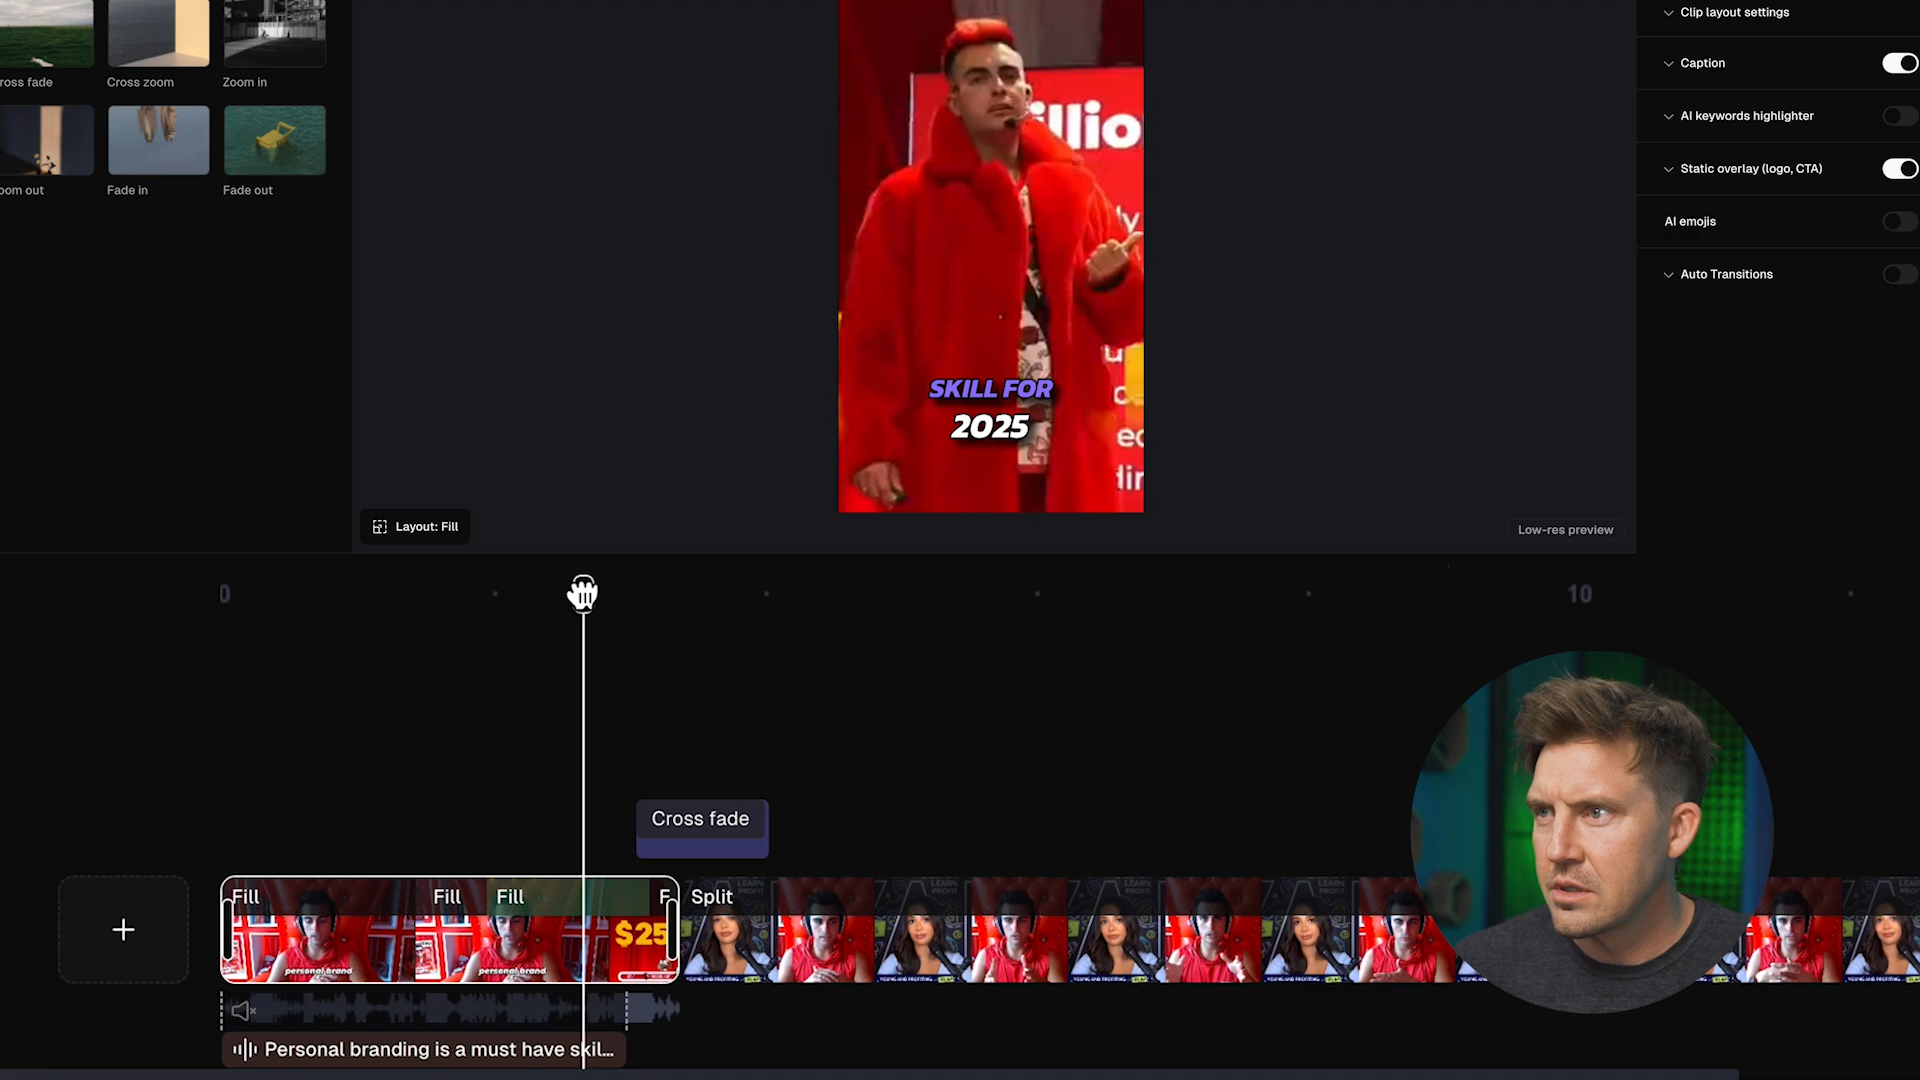 ross fade
Cross zoom
Zoom in
oom out
Fade in
Fade out
illio
SKILL FOR
2025
Layout: Fill
Low-res preview
Clip layout settings
Caption
AI keywords highlighter
Static overlay (logo, CTA)
AI emojis
Auto Transitions
0
10
Cross fade
Fill
Fill
Fill
F
Split
$25
personal brand
personal brand
Personal branding is a must have skil...